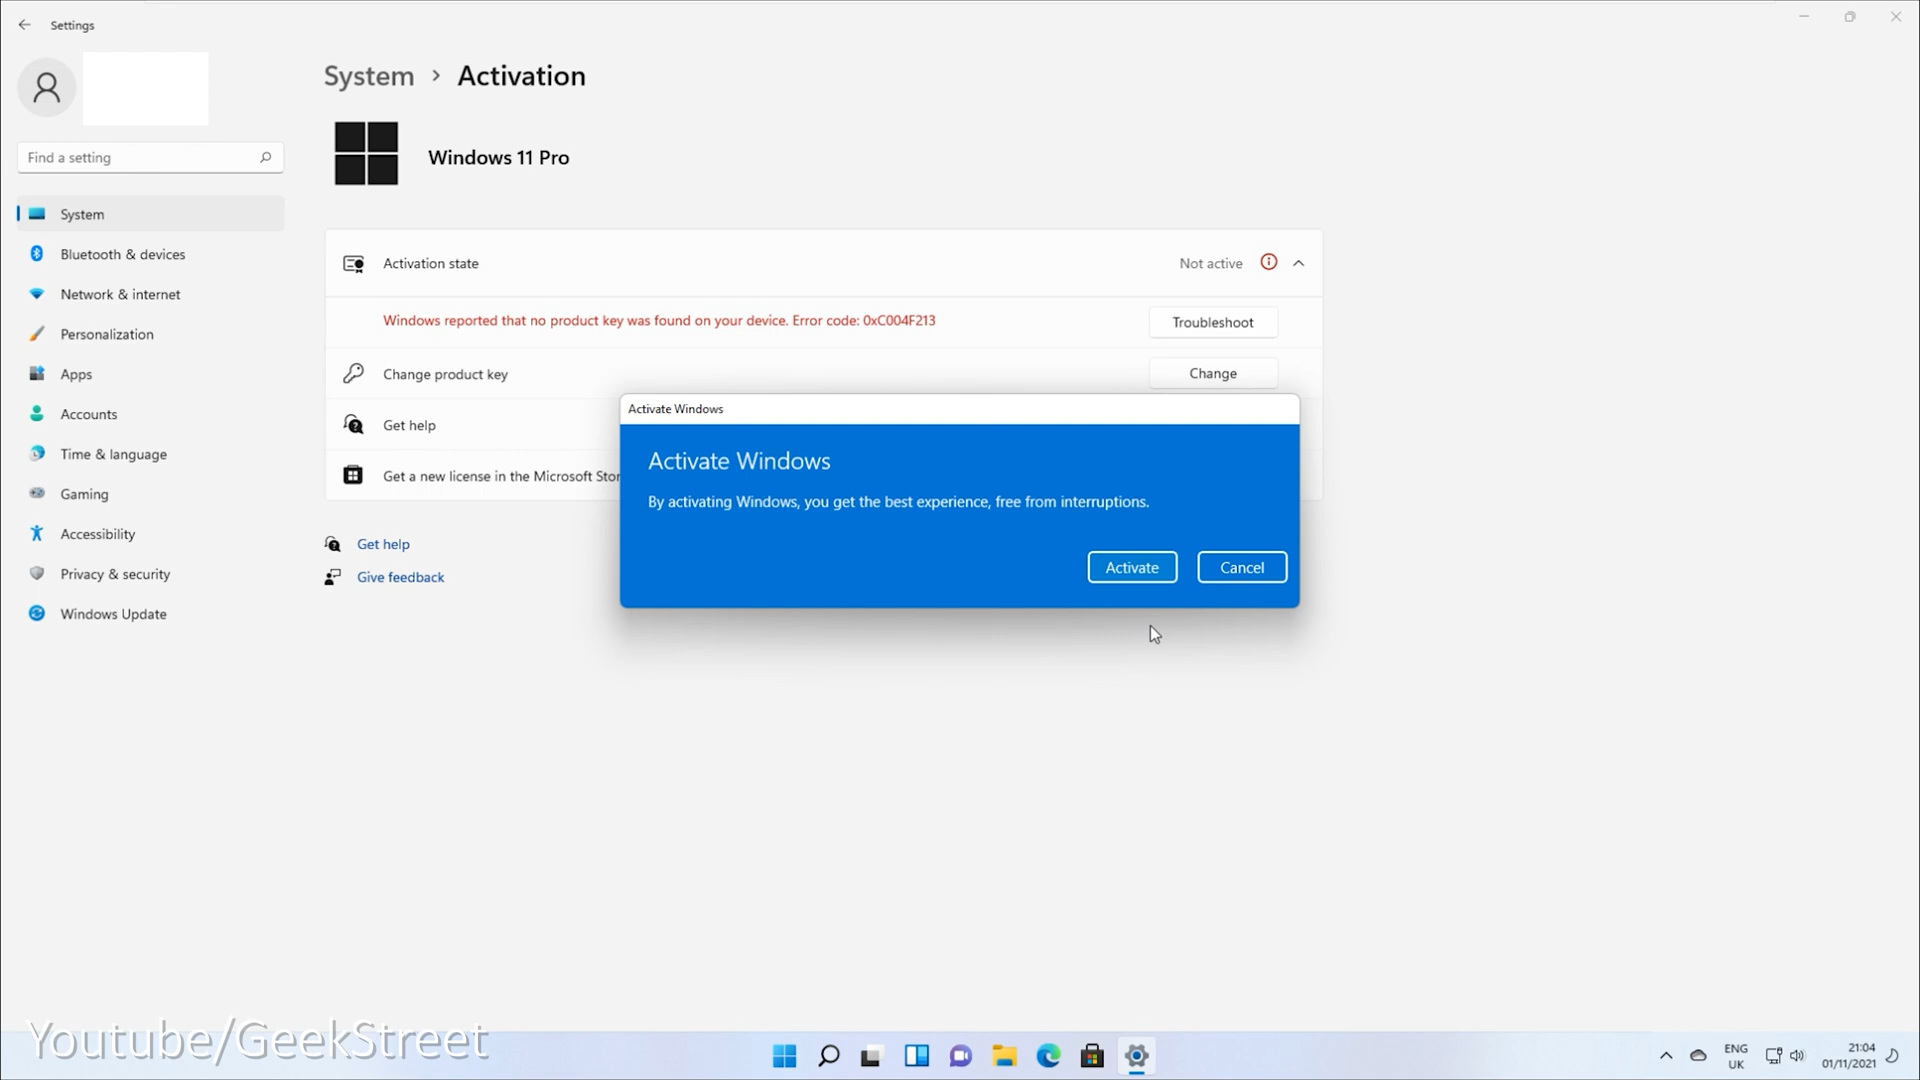 Settings
System > Activation
Windows 11 Pro
Find a setting
System
Bluetooth & devices
Network & internet
Personalization
Apps
Accounts
Time & language
Gaming
Accessibility
Privacy & security
Windows Update
Activation state
Not active
Windows reported that no product key was found on your device. Error code: 0xC004F213
Troubleshoot
Change product key
Change
Get help
Get a new license in the Microsoft Stor
Get help
Give feedback
Activate Windows
Activate Windows
By activating Windows, you get the best experience, free from interruptions.
Activate
Cancel
Youtube/GeekStreet
ENG
UK
21:04
01/11/2021